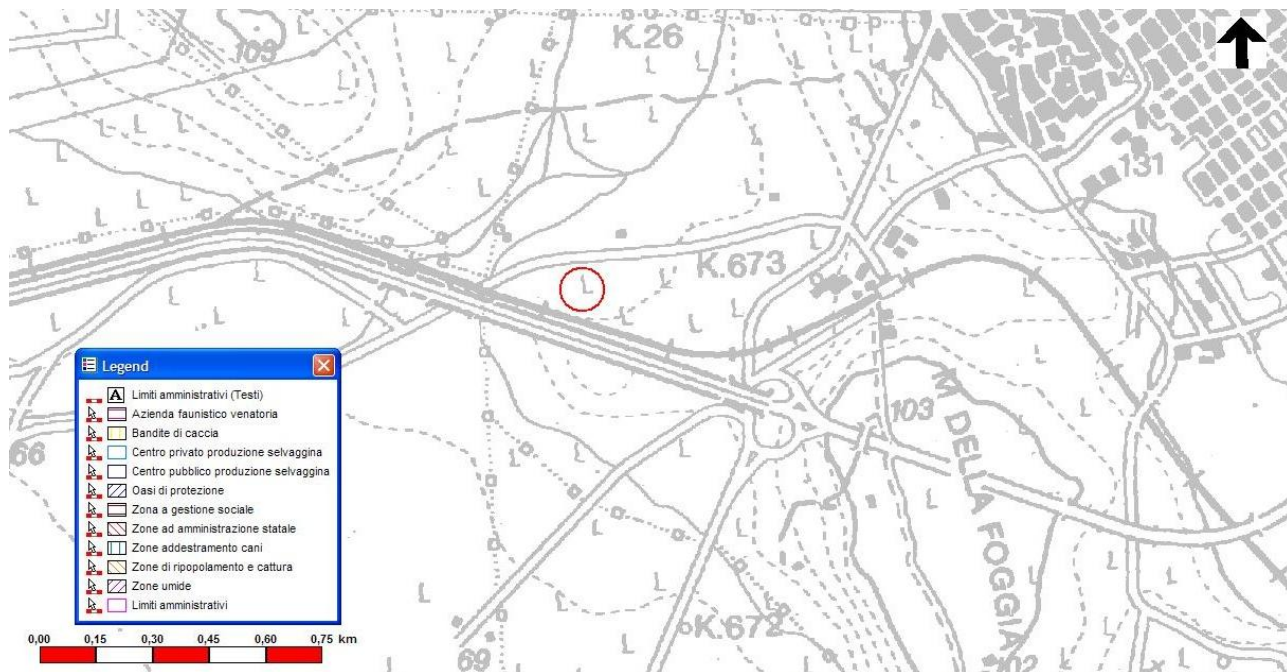 109
K.26
131
K.673
103
M DELLA FOGGIA
66
Legend
A Limiti amministrativi (Testi)
Azienda faunistico venatoria
Bandite di caccia
Centro privato produzione selvaggina
Centro pubblico produzione selvaggina
Oasi di protezione
Zona a gestione sociale
Zone ad amministrazione statale
Zone addestramento cani
Zone di ripopolamento e cattura
Zone umide
Limiti amministrativi
K.672
0,00 0,15 0,30 0,45 0,60 0,75 km
69
102